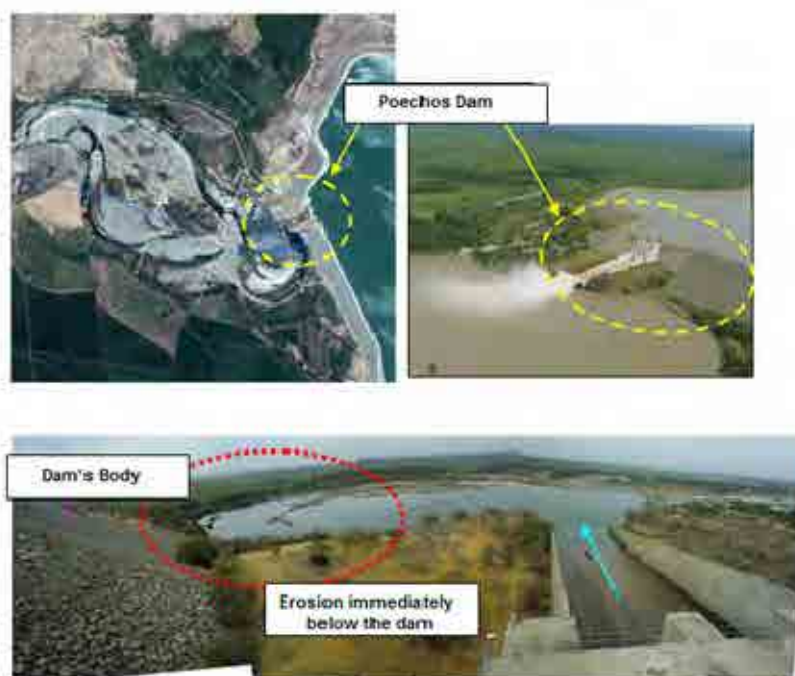 Poechos Dam
Dam's Body
Erosion immediately
below the dam